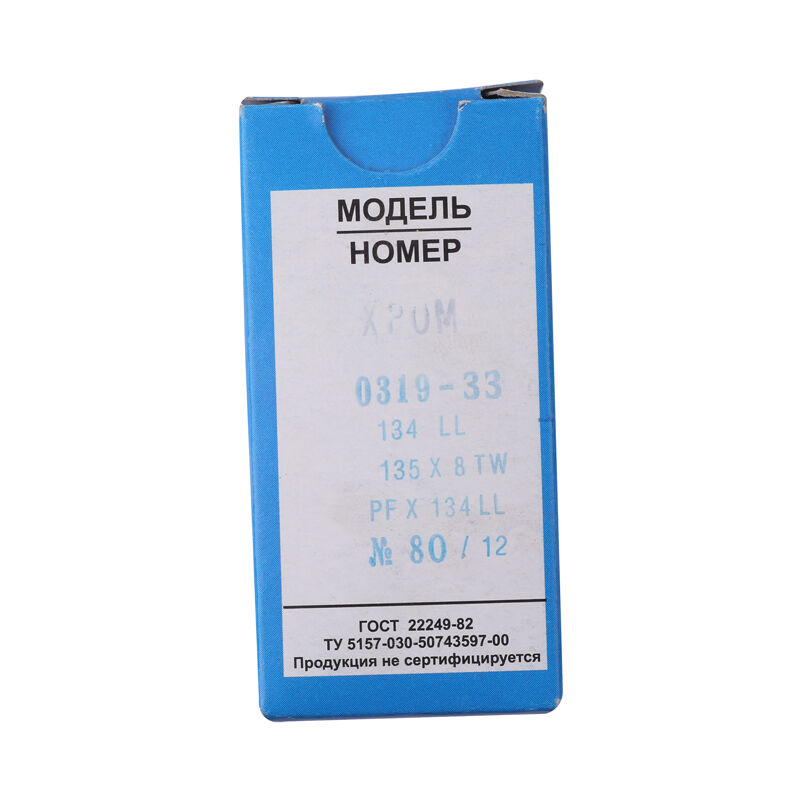 МОДЕЛЬ
НОМЕР
ХРОМ
0319-33
134 LL
135 X 8 TW
PF X 134 LL
№ 80 / 12
ГОСТ 22249-82
ТУ 5157-030-50743597-00
Продукция не сертифицируется